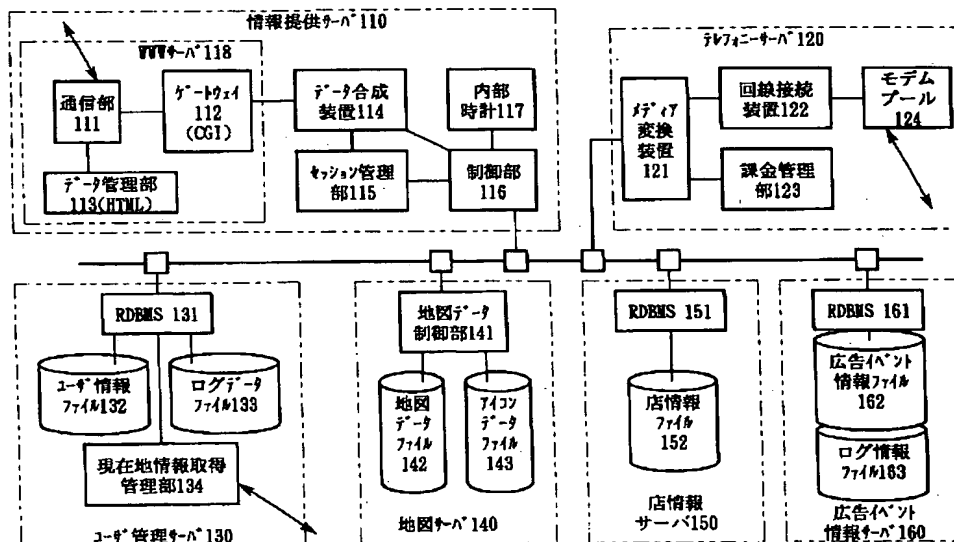 情報提供ｻｰﾊﾞ110
WWWｻｰﾊﾞ118
通信部
111
ｹﾞｰﾄｳｪｲ
112
(CGI)
ﾃﾞｰﾀ管理部
113(HTML)
ﾃﾞｰﾀ合成
装置114
内部
時計117
ｾｯｼｮﾝ管理
部115
制御部
116
ﾃﾚﾌｫﾆｰｻｰﾊﾞ120
ﾒﾃﾞｨｱ
変換
装置
121
回線接続
装置122
モデム
プール
124
課金管理
部123
RDBMS 131
ﾕｰｻﾞ情報
ﾌｧｲﾙ132
ログデータ
ﾌｧｲﾙ133
現在地情報取得
管理部134
ﾕｰｻﾞ管理ｻｰﾊﾞ130
地図データ
制御部141
地図
データ
ファイル
142
ｱｲｺﾝ
データ
ファイル
143
地図ｻｰﾊﾞ140
RDBMS 151
店情報
ファイル
152
店情報
サーバ150
RDBMS 161
広告イベント
情報ファイル
162
ログ情報
ﾌｧｲﾙ163
広告イベント
情報ｻｰﾊﾞ160